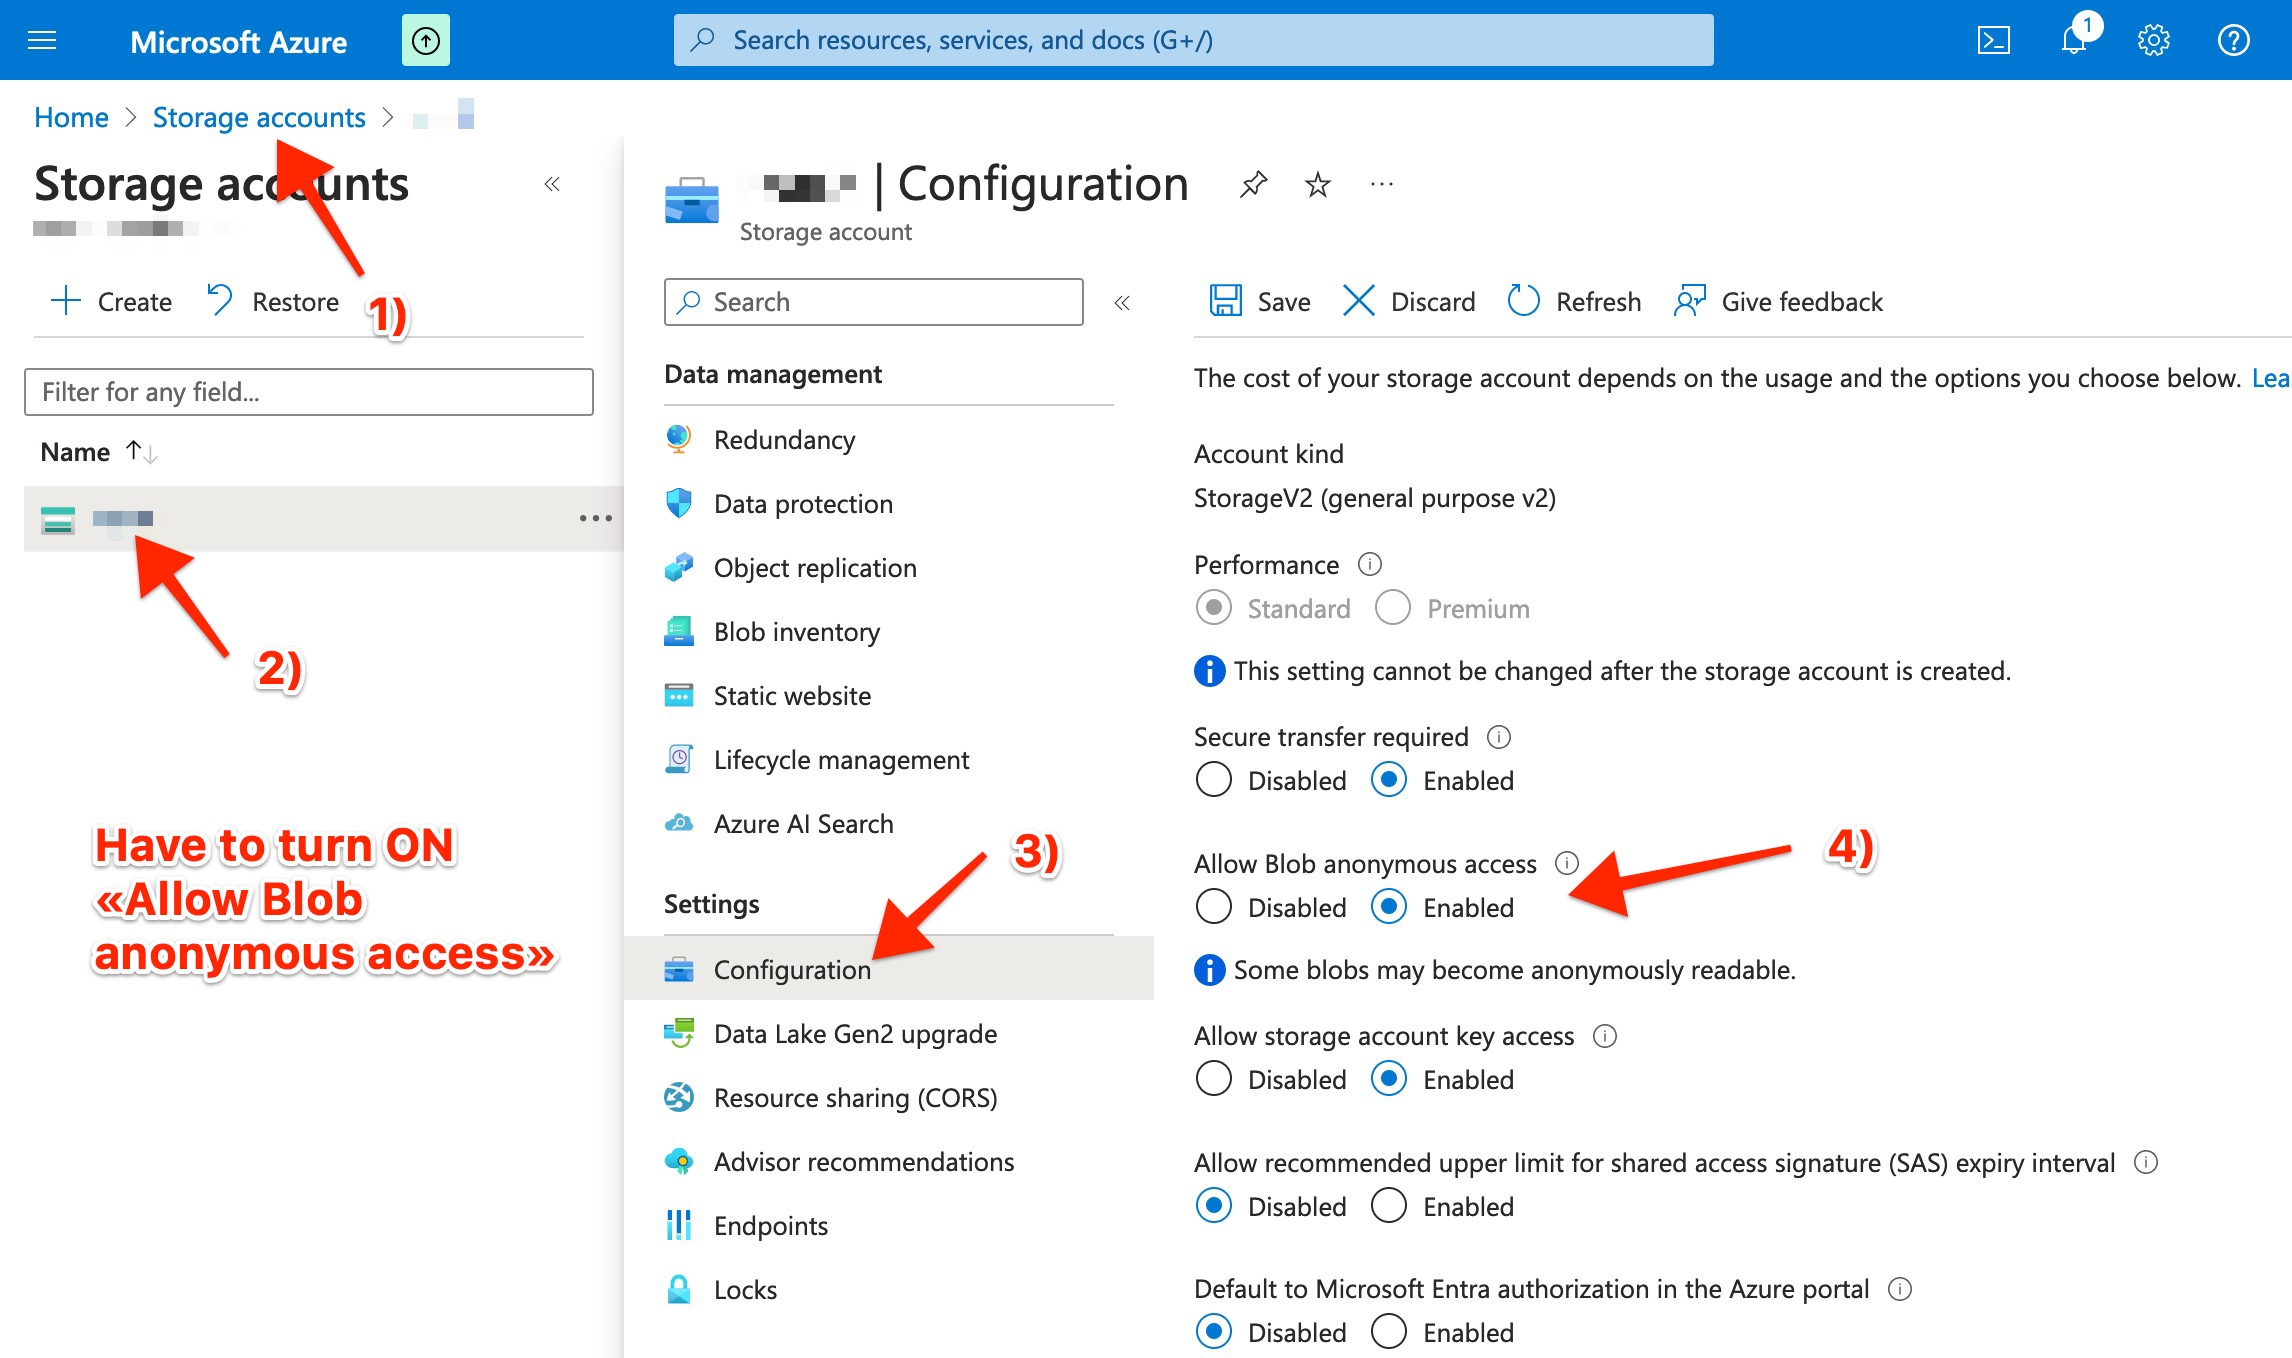 Microsoft Azure
Search resources, services, and docs (G+/)
1
Home > Storage accounts >
Storage accounts
Create
Restore
1)
Filter for any field...
Name
2)
Have to turn ON
«Allow Blob
anonymous access»
| Configuration
Storage account
Search
Data management
Redundancy
Data protection
Object replication
Blob inventory
Static website
Lifecycle management
Azure AI Search
3)
Settings
Configuration
Data Lake Gen2 upgrade
Resource sharing (CORS)
Advisor recommendations
Endpoints
Locks
Save
Discard
Refresh
Give feedback
The cost of your storage account depends on the usage and the options you choose below. Lea
Account kind
StorageV2 (general purpose v2)
Performance
Standard
Premium
This setting cannot be changed after the storage account is created.
Secure transfer required
Disabled
Enabled
Allow Blob anonymous access
4)
Disabled
Enabled
Some blobs may become anonymously readable.
Allow storage account key access
Disabled
Enabled
Allow recommended upper limit for shared access signature (SAS) expiry interval
Disabled
Enabled
Default to Microsoft Entra authorization in the Azure portal
Disabled
Enabled